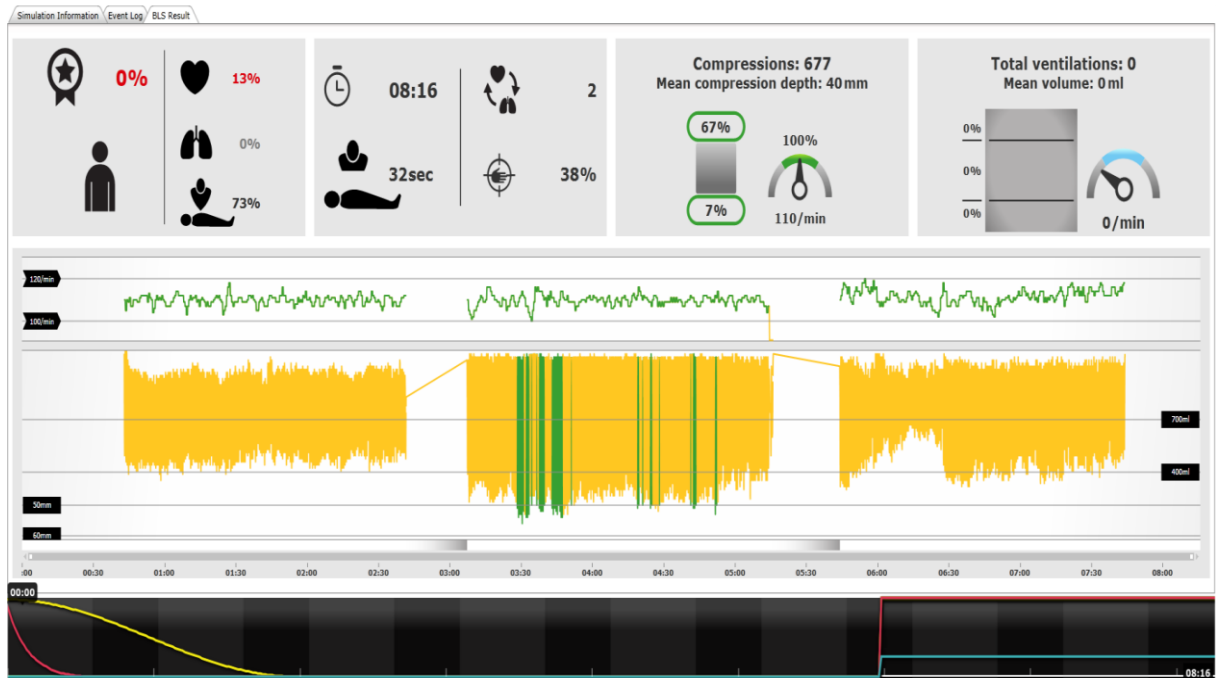 Simulation Information Event Log BLS Result
0%
13%
0%
73%
08:16
2
32sec
38%
Compressions: 677
Mean compression depth: 40mm
67%
100%
7%
110/min
Total ventilations: 0
Mean volume: 0ml
0%
0%
0%
0/min
120/min
100/min
700ml
400ml
50mm
60mm
:00 00:30 01:00 01:30 02:00 02:30 03:00 03:30 04:00 04:30 05:00 05:30 06:00 06:30 07:00 07:30 08:00
00:00
08:16